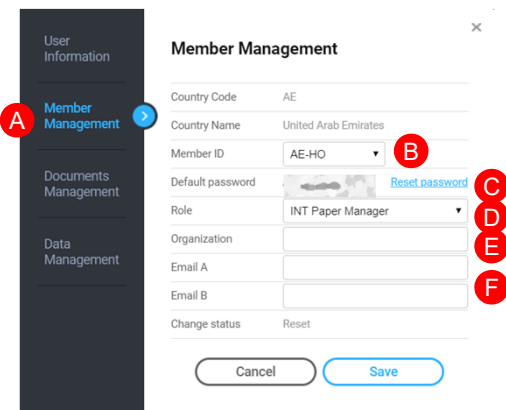 User
Information
Member
Management
Documents
Management
Data
Management
A
Member Management
Country Code AE
Country Name United Arab Emirates
Member ID AE-HO B
Default password Reset password C
Role INT Paper Manager D
Organization E
Email A
Email B F
Change status Reset
Cancel Save